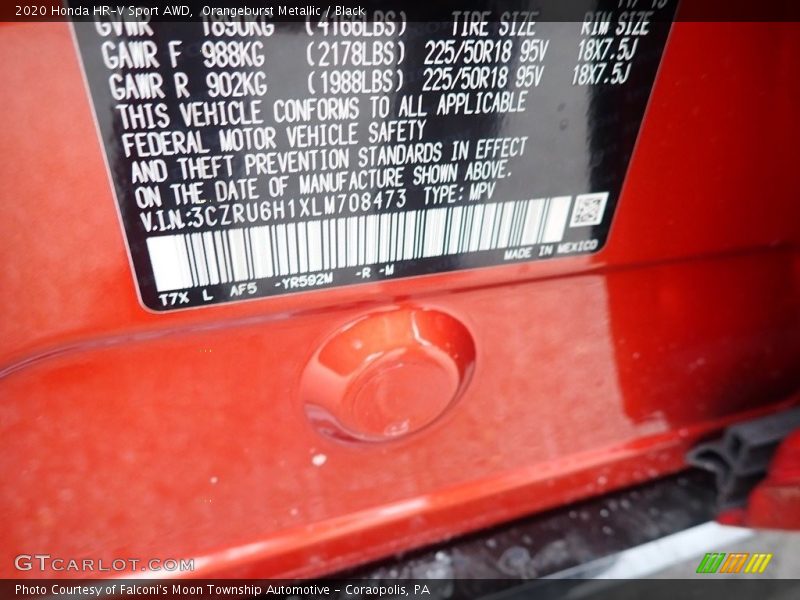 2020 Honda HR-V Sport AWD, Orangeburst Metallic / Black
GVWR 1890KG (4166LBS) TIRE SIZE RIM SIZE
GAWR F 988KG (2178LBS) 225/50R18 95V 18X7.5J
GAWR R 902KG (1988LBS) 225/50R18 95V 18X7.5J
THIS VEHICLE CONFORMS TO ALL APPLICABLE
FEDERAL MOTOR VEHICLE SAFETY
AND THEFT PREVENTION STANDARDS IN EFFECT
ON THE DATE OF MANUFACTURE SHOWN ABOVE.
V.I.N:3CZRU6H1XLM708473 TYPE: MPV
MADE IN MEXICO
T7X L AF5 -YR592M -R -M
GTCARLOT.COM
Photo Courtesy of Falconi's Moon Township Automotive - Coraopolis, PA